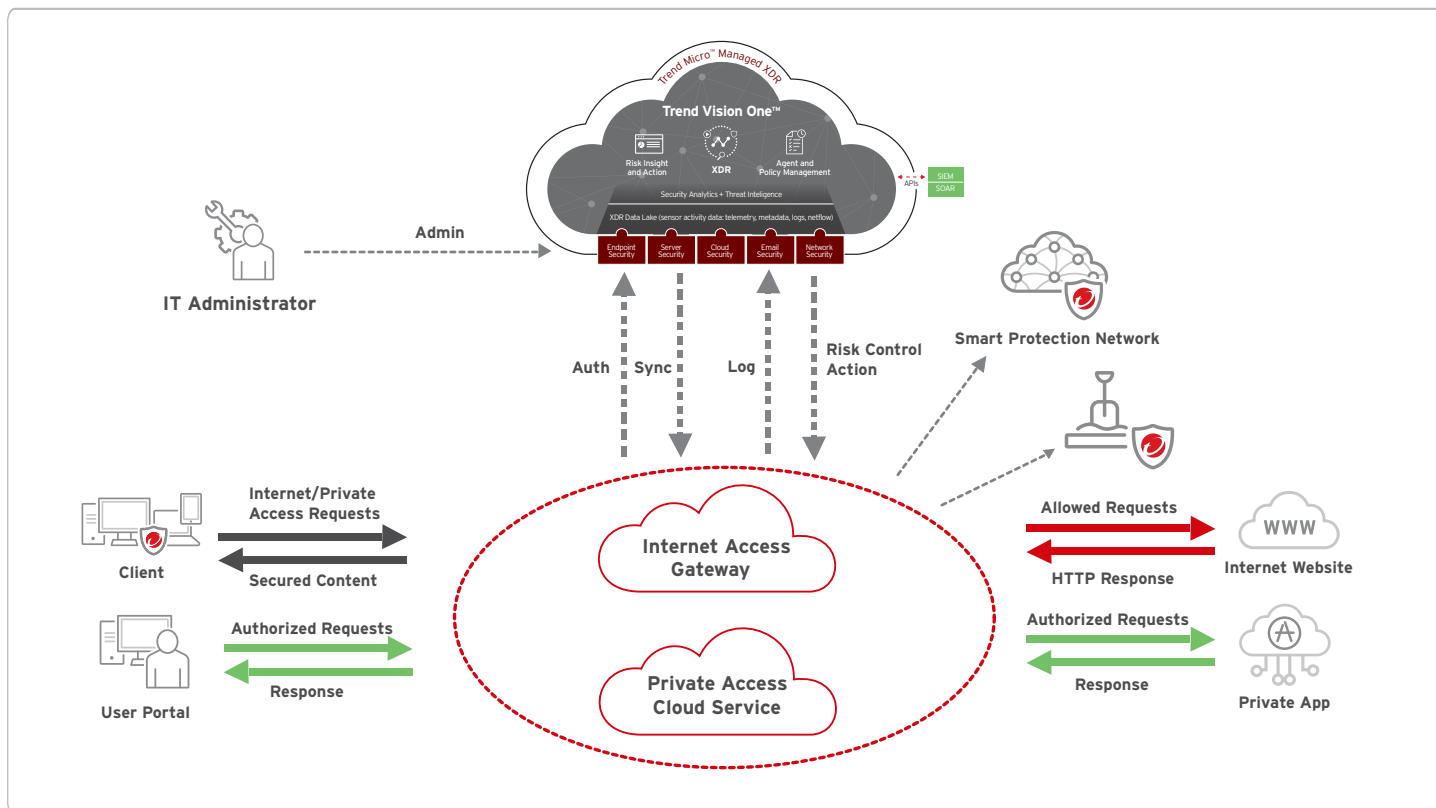 Trend Micro™ Managed XDR
Trend Vision One™
Risk Insight
and Action
XDR
Agent and
Policy Management
Security Analytics + Threat Inteligence
XDR Data Lake (sensor activity data: telemetry, metadata, logs, netflow)
Endpoint
Security
Server
Security
Cloud
Security
Email
Security
Network
Security
APIs
SIEM
SOAR
Admin
IT Administrator
Auth
Sync
Log
Risk Control
Action
Smart Protection Network
Internet/Private
Access Requests
Secured Content
Client
Authorized Requests
Response
User Portal
Internet Access
Gateway
Private Access
Cloud Service
Allowed Requests
HTTP Response
WWW
Internet Website
Authorized Requests
Response
Private App